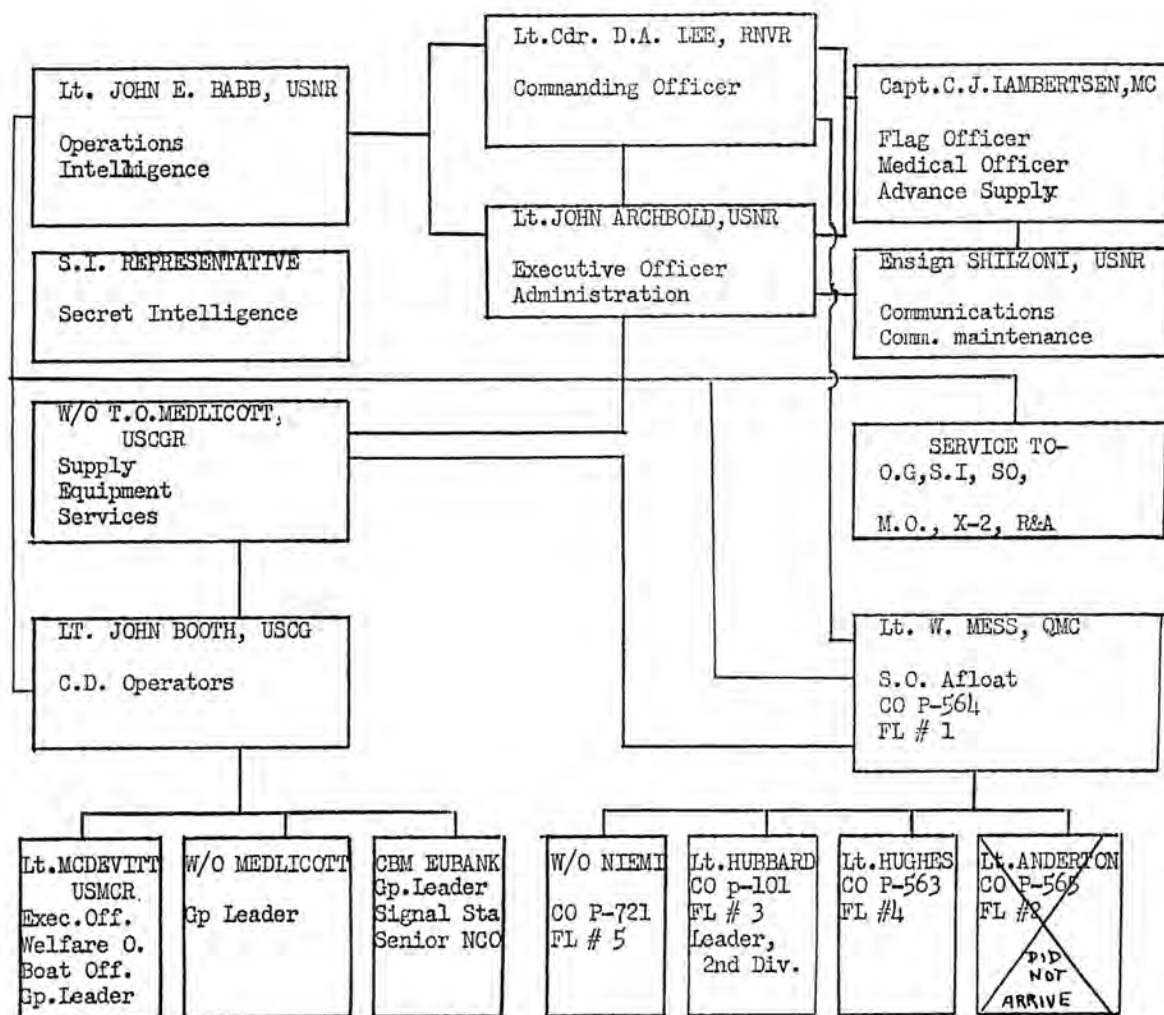 Lt. JOHN E. BABB, USNR
Operations
Intelligence
Lt.Cdr. D.A. LEE, RNVR
Commanding Officer
Capt.C.J.LAMBERTSEN,MC
Flag Officer
Medical Officer
Advance Supply
S.I. REPRESENTATIVE
Secret Intelligence
Lt.JOHN ARCHBOLD,USNR
Executive Officer
Administration
Ensign SHILZONI, USNR
Communications
Comm. maintenance
W/O T.O.MEDLICOTT,
USCGR
Supply
Equipment
Services
SERVICE TO-
O.G,S.I, SO,
M.O., X-2, R&A
LT. JOHN BOOTH, USCG
C.D. Operators
Lt. W. MESS, QMC
S.O. Afloat
CO P-564
FL # 1
Lt.MCDEVITT
USMCR
Exec.Off.
Welfare O.
Boat Off.
Gp.Leader
W/O MEDLICOTT
Gp Leader
CBM EUBANK
Gp.Leader
Signal Sta
Senior NCO
W/O NIEMI
CO P-721
FL # 5
Lt.HUBBARD
CO p-101
FL # 3
Leader,
2nd Div.
Lt.HUGHES
CO P-563
FL #4
Lt.ANDERTON
CO P-565
FL #2
DID
NOT
ARRIVE